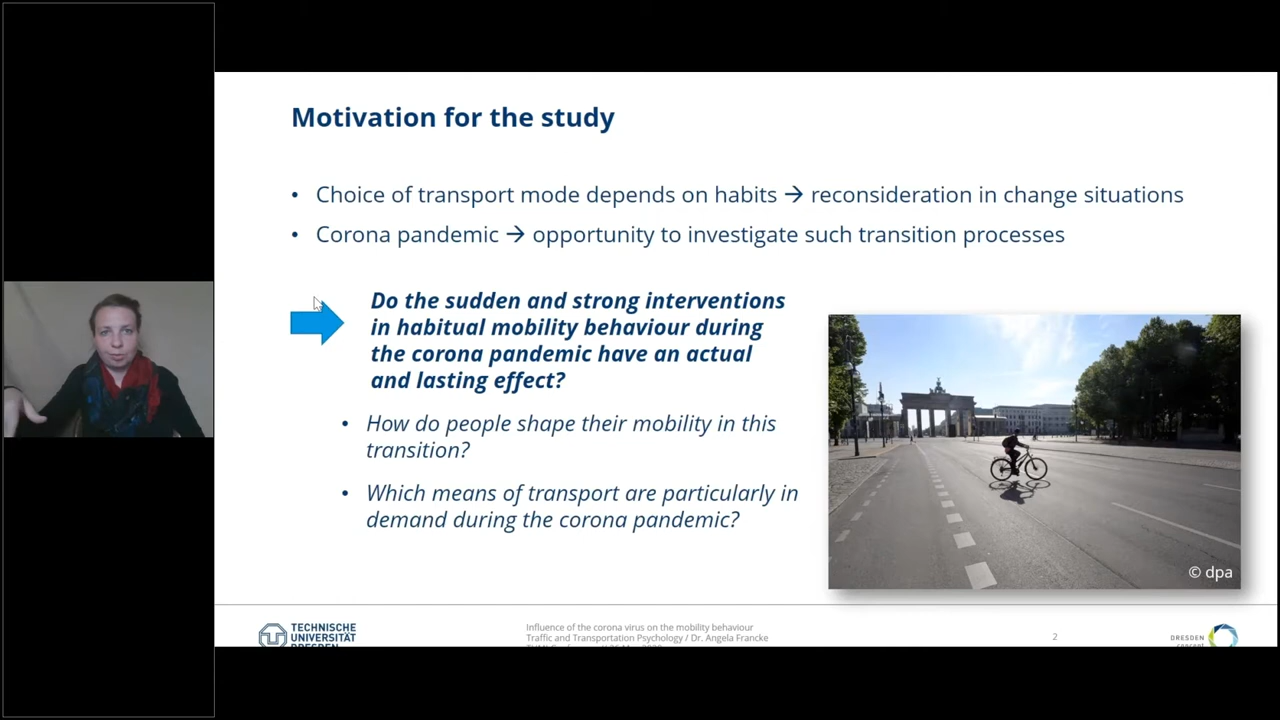 Motivation for the study
• Choice of transport mode depends on habits → reconsideration in change situations
• Corona pandemic → opportunity to investigate such transition processes
Do the sudden and strong interventions
in habitual mobility behaviour during
the corona pandemic have an actual
and lasting effect?
• How do people shape their mobility in this
transition?
• Which means of transport are particularly in
demand during the corona pandemic?
© dpa
TECHNISCHE
UNIVERSITÄT
DRESDEN
Influence of the corona virus on the mobility behaviour
Traffic and Transportation Psychology / Dr. Angela Francke
2
DRESDEN
concept